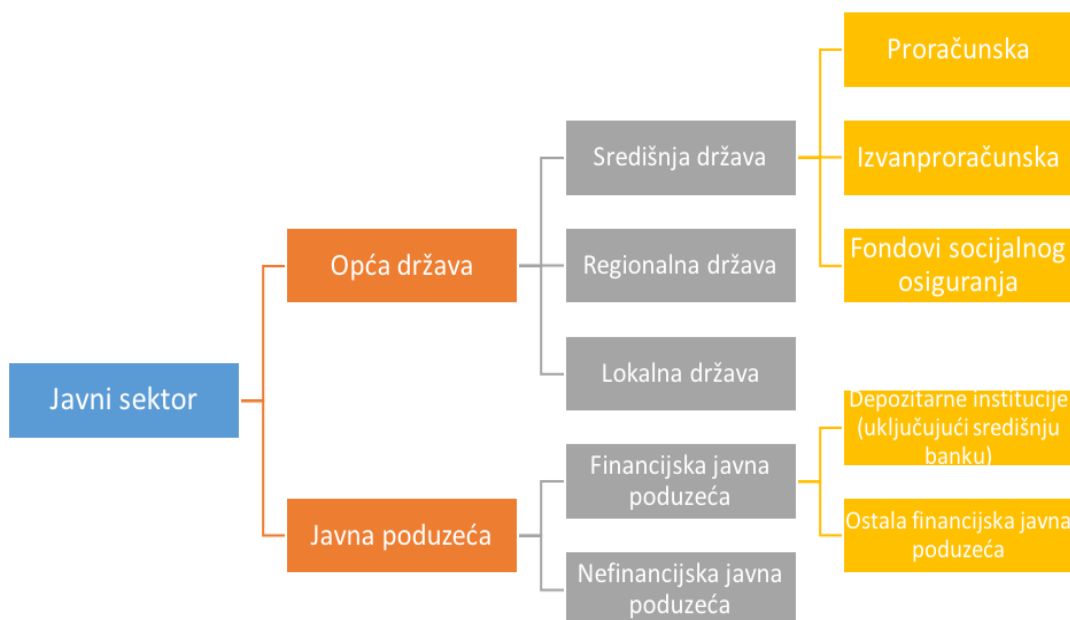 Javni sektor
Opća država
Središnja država
Proračunska
Izvanproračunska
Fondovi socijalnog
osiguranja
Regionalna država
Lokalna država
Javna poduzeća
Financijska javna
poduzeća
Depozitarne institucije
(uključujući središnju
banku)
Ostala financijska javna
poduzeća
Nefinancijska javna
poduzeća